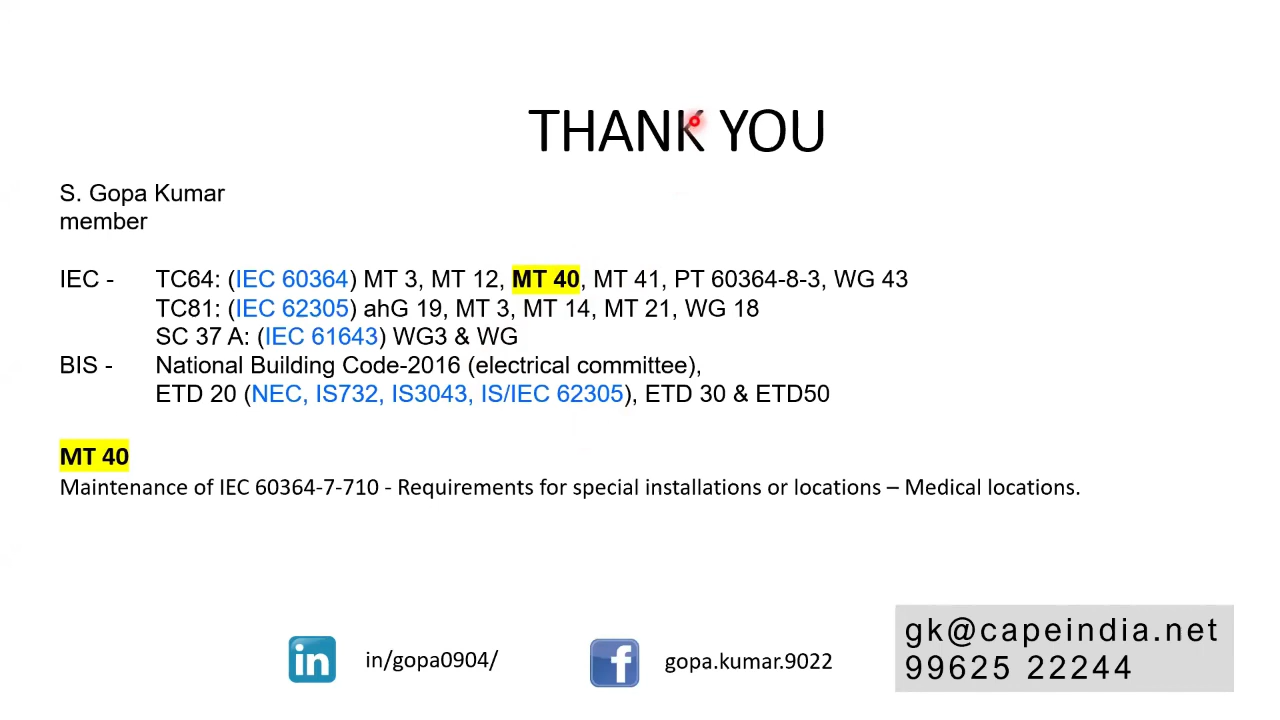 THANK YOU
S. Gopa Kumar
member
IEC - TC64: (IEC 60364) MT 3, MT 12, MT 40, MT 41, PT 60364-8-3, WG 43
TC81: (IEC 62305) ahG 19, MT 3, MT 14, MT 21, WG 18
SC 37 A: (IEC 61643) WG3 & WG
BIS - National Building Code-2016 (electrical committee),
ETD 20 (NEC, IS732, IS3043, IS/IEC 62305), ETD 30 & ETD50
MT 40
Maintenance of IEC 60364-7-710 - Requirements for special installations or locations – Medical locations.
in in/gopa0904/
f gopa.kumar.9022
gk@capeindia.net
99625 22244